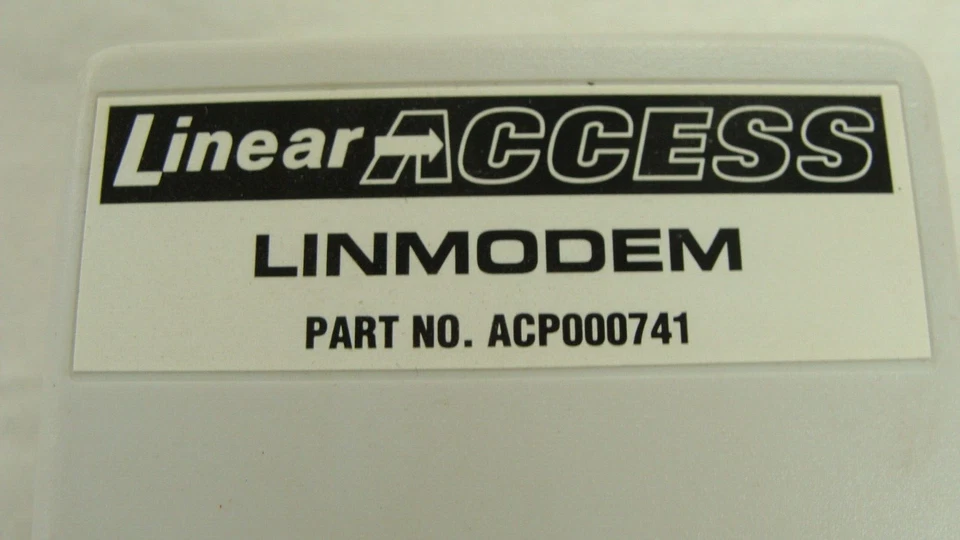 Linear ACCESS
LINMODEM
PART NO. ACP000741